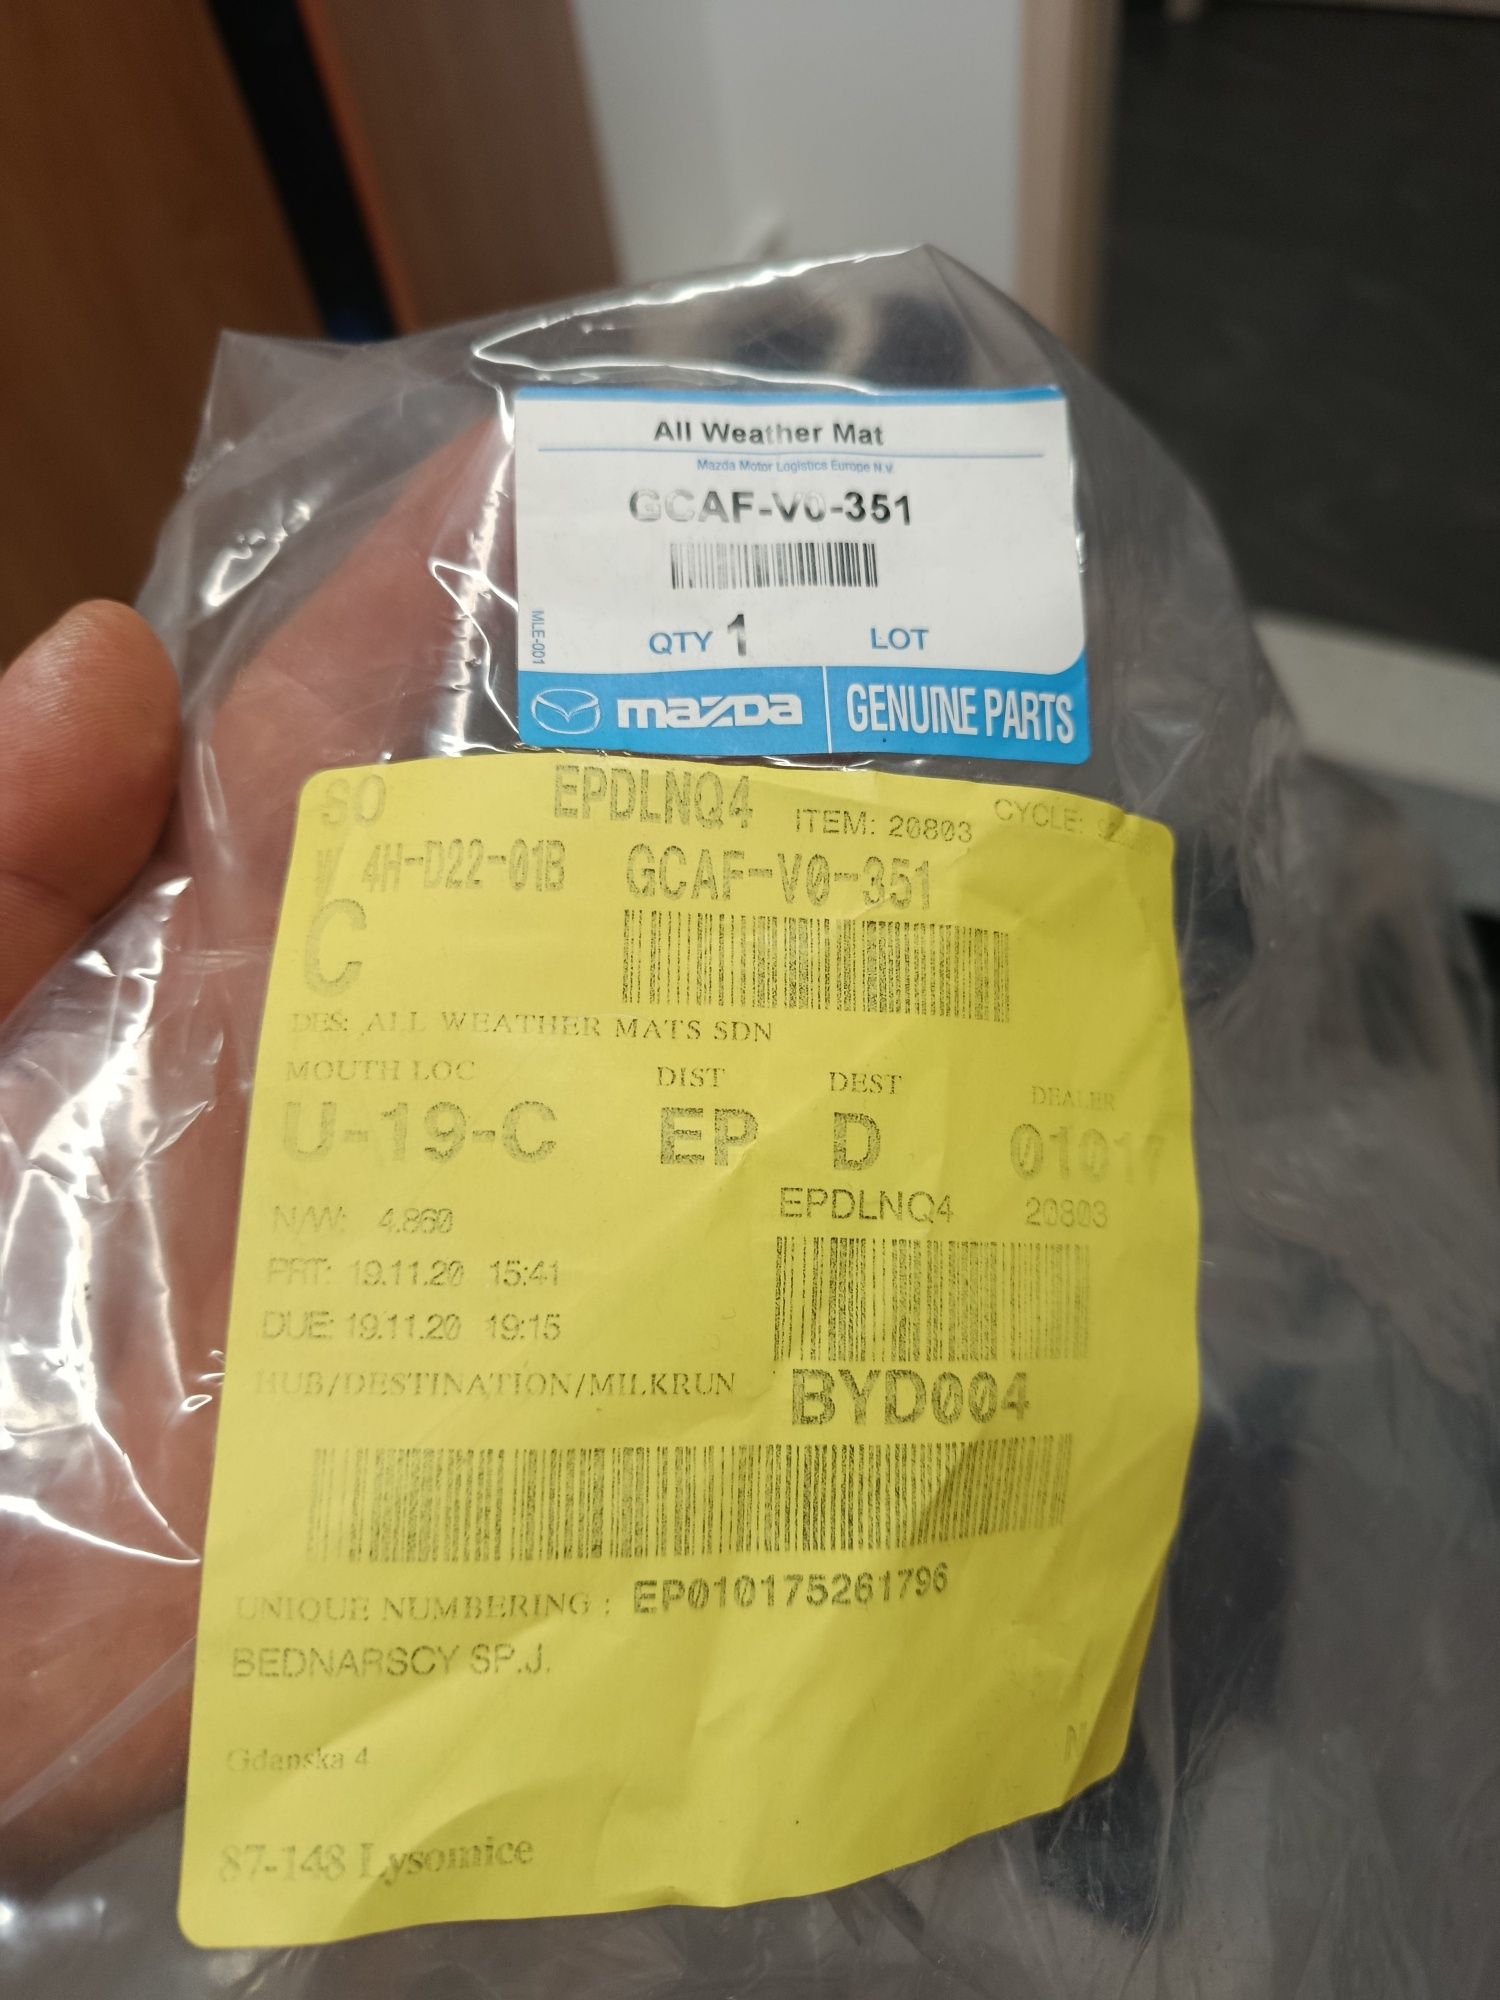 All Weather Mat
Mazda Motor Logistics Europe N.V.
GCAF-V0-351
MLE-001
QTY 1 LOT
mazda GENUINE PARTS
SO EPDLNQ4 ITEM: 20803 CYCLE:
4H-D22-01B GCAF-V0-351
C
DES: ALL WEATHER MATS SDN
MOUTH LOC DIST DEST DEALER
U-19-C EP D 01017
N/W: 4.860 EPDLNQ4 20803
PRT: 19.11.20 15:41
DUE: 19.11.20 19:15
HUB/DESTINATION/MILKRUN BYD004
UNIQUE NUMBERING : EP010175261796
BEDNARSCY SP.J.
N
Gdanska 4
87-148 Lysomice